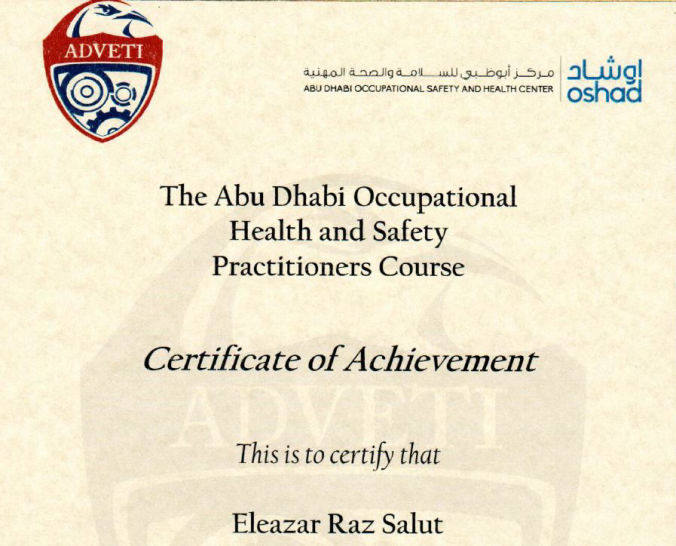 ADVETI
مركز أبوظبي للسلامة والصحة المهنية
ABU DHABI OCCUPATIONAL SAFETY AND HEALTH CENTER
اوشاد
oshad
The Abu Dhabi Occupational
Health and Safety
Practitioners Course
Certificate of Achievement
ADVETI
This is to certify that
Eleazar Raz Salut